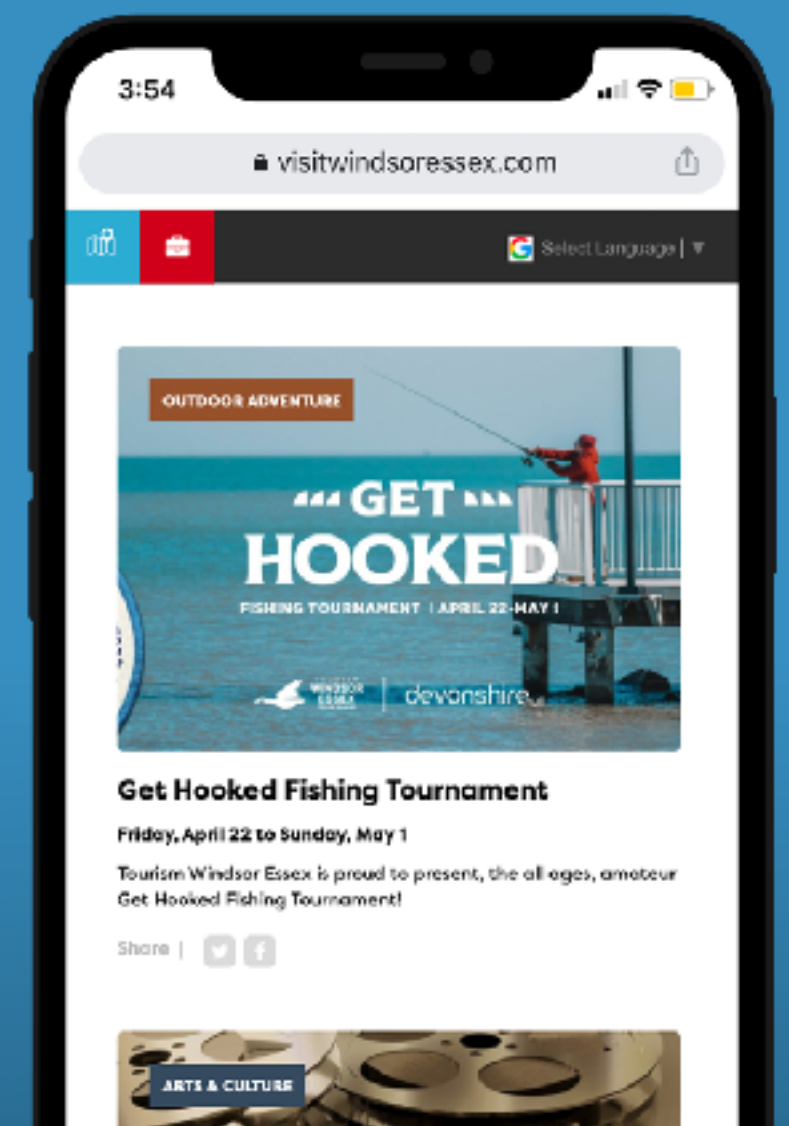 3:54
visitwindsoressex.com
Select Language | ▼
OUTDOOR ADVENTURE
GET
HOOKED
FISHING TOURNAMENT | APRIL 22-MAY 1
WINDSOR
ESSEX
devonshire
Get Hooked Fishing Tournament
Friday, April 22 to Sunday, May 1
Tourism Windsor Essex is proud to present, the all ages, amateur
Get Hooked Fishing Tournament!
Share |
ARTS & CULTURE